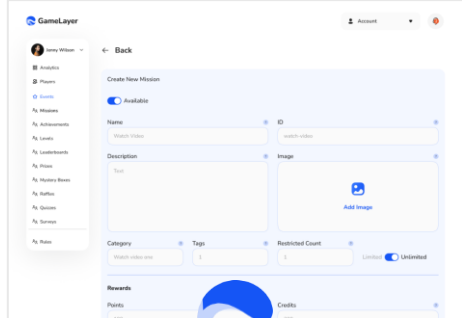 GameLayer
Account
Jenny Wilson
Back
Analytics
Players
Events
Missions
Achievements
Levels
Leaderboards
Prizes
Mystery Boxes
Raffles
Quizzes
Surveys
Rules
Create New Mission
Available
Name
ID
Watch Video
watch-video
Description
Image
Text
Add Image
Category
Tags
Restricted Count
Watch video one
1
1
Limited
Unlimited
Rewards
Points
Credits